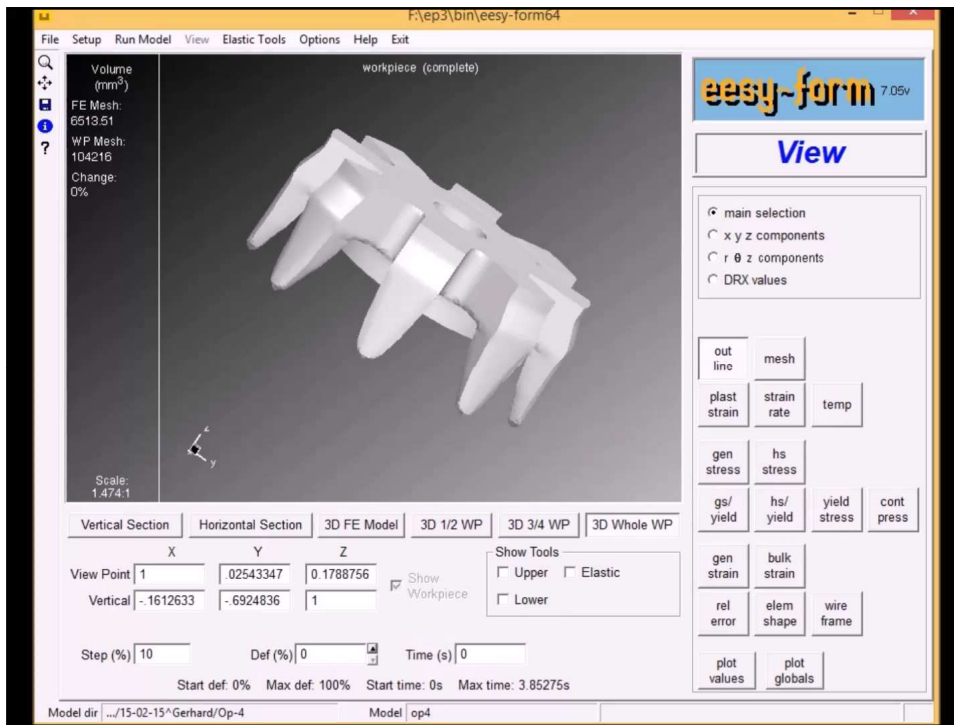 F:\ep3\bin\eesy-form64
File Setup Run Model View Elastic Tools Options Help Exit
Volume
(mm3)
FE Mesh:
6513.51
WP Mesh:
104216
Change:
0%
workpiece (complete)
z
y
Scale:
1.474:1
eesy-form 7.05v
View
main selection
x y z components
r θ z components
DRX values
out line
mesh
plast strain
strain rate
temp
gen stress
hs stress
gs/ yield
hs/ yield
yield stress
cont press
gen strain
bulk strain
rel error
elem shape
wire frame
plot values
plot globals
Vertical Section Horizontal Section 3D FE Model 3D 1/2 WP 3D 3/4 WP 3D Whole WP
X Y Z
View Point 1 .02543347 0.1788756
Vertical -.1612633 -.6924836 1
Show Workpiece
Show Tools
Upper Elastic
Lower
Step (%) 10 Def (%) 0 Time (s) 0
Start def: 0% Max def: 100% Start time: 0s Max time: 3.85275s
Model dir .../15-02-15^Gerhard/Op-4 Model op4